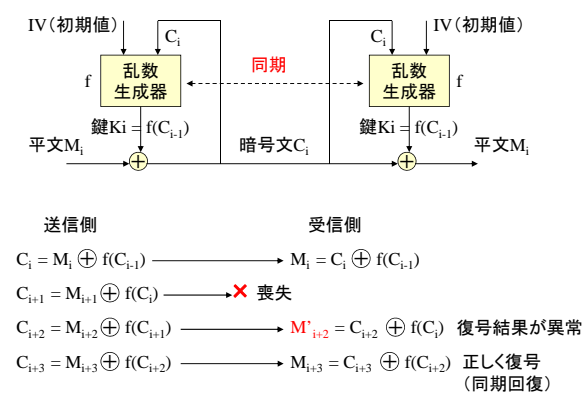 IV(初期値) Ci Ci IV(初期値)
f 乱数生成器 同期 乱数生成器 f
鍵Ki = f(Ci-1) 鍵Ki = f(Ci-1)
平文Mi ⊕ 暗号文Ci ⊕ 平文Mi
送信側 受信側
Ci = Mi ⊕ f(Ci-1) Mi = Ci ⊕ f(Ci-1)
Ci+1 = Mi+1 ⊕ f(Ci) × 喪失
Ci+2 = Mi+2 ⊕ f(Ci+1) M'i+2 = Ci+2 ⊕ f(Ci) 復号結果が異常
Ci+3 = Mi+3 ⊕ f(Ci+2) Mi+3 = Ci+3 ⊕ f(Ci+2) 正しく復号
(同期回復)